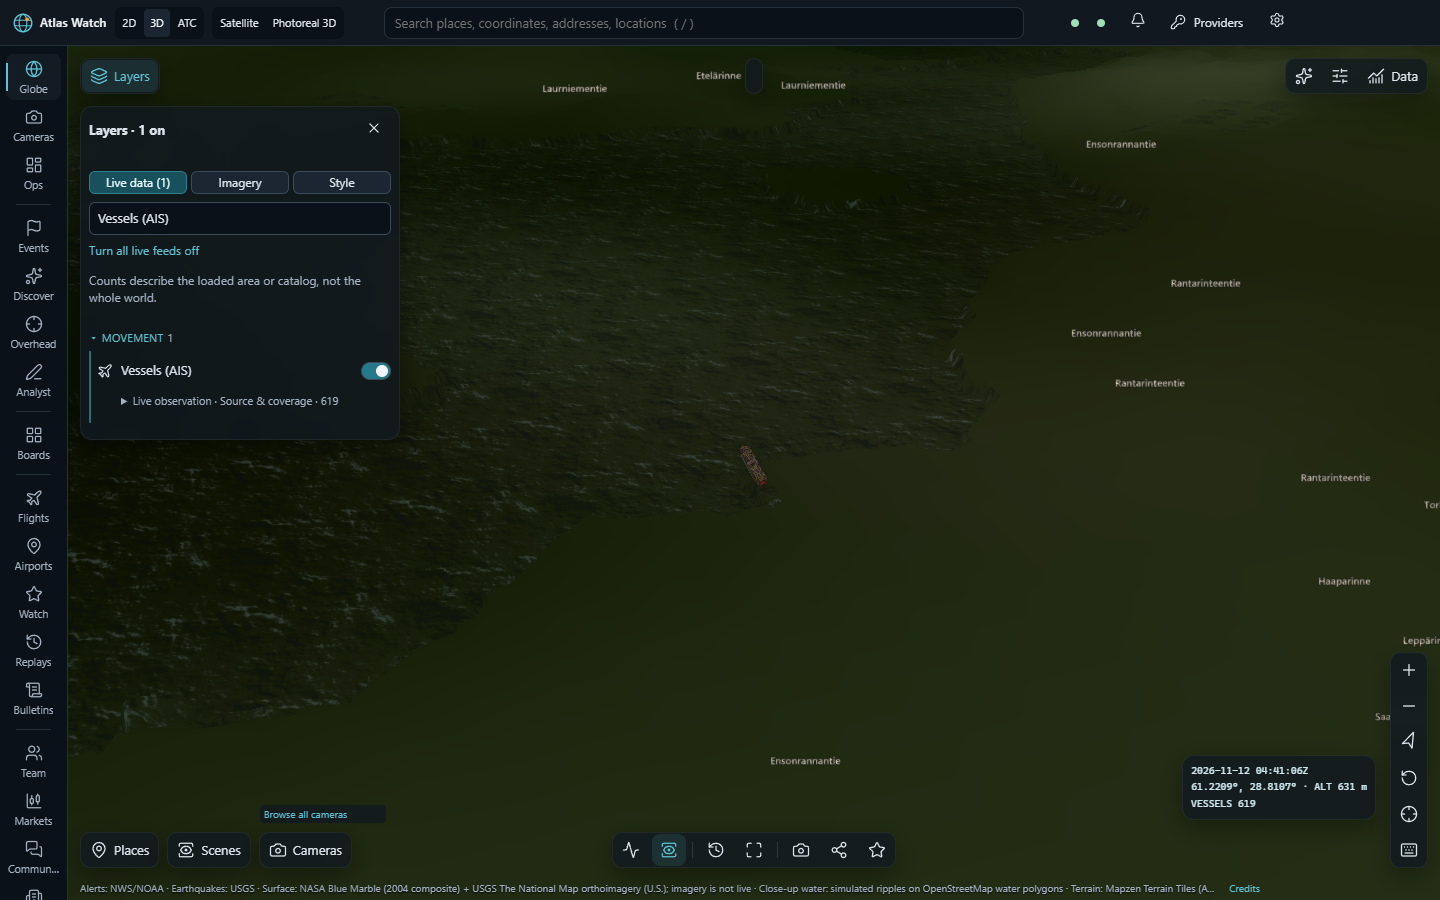 Atlas Watch
2D 3D ATC
Satellite Photoreal 3D
Search places, coordinates, addresses, locations ( / )
Providers
Globe
Cameras
Ops
Events
Discover
Overhead
Analyst
Boards
Flights
Airports
Watch
Replays
Bulletins
Team
Markets
Commun...
Layers
Layers · 1 on
Live data (1)
Imagery
Style
Vessels (AIS)
Turn all live feeds off
Counts describe the loaded area or catalog, not the
whole world.
MOVEMENT 1
Vessels (AIS)
Live observation · Source & coverage · 619
Data
Etelärinne
Laurniementie
Laurniementie
Ensonrannantie
Rantarinteentie
Ensonrannantie
Rantarinteentie
Rantarinteentie
Tor
Haaparinne
Leppärin
Saa
Ensonrannantie
2026-11-12 04:41:06Z
61.2209°, 28.8107° · ALT 631 m
VESSELS 619
Browse all cameras
Places
Scenes
Cameras
Alerts: NWS/NOAA · Earthquakes: USGS · Surface: NASA Blue Marble (2004 composite) + USGS The National Map orthoimagery (U.S.); imagery is not live · Close-up water: simulated ripples on OpenStreetMap water polygons · Terrain: Mapzen Terrain Tiles (A... Credits